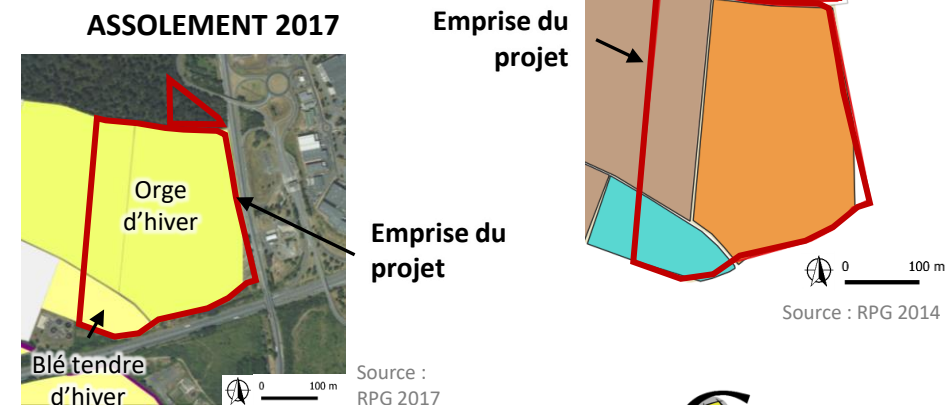 ASSOLEMENT 2017
Orge
d'hiver
Blé tendre
d'hiver
Emprise du
projet
0 100 m
Source :
RPG 2017
Emprise du
projet
0 100 m
Source : RPG 2014